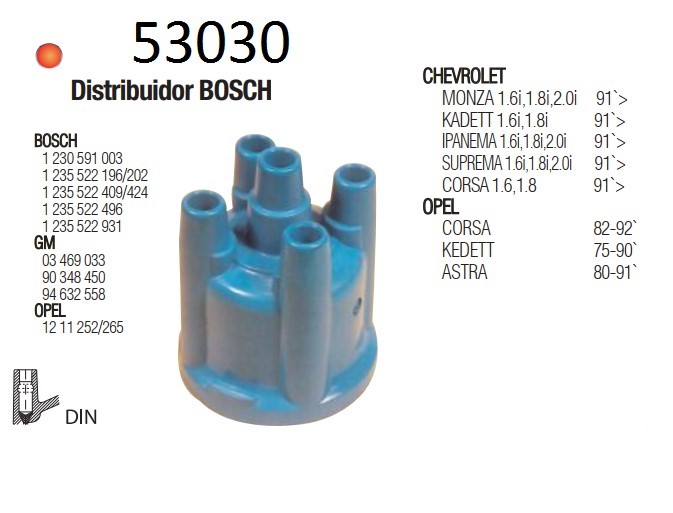 53030
Distribuidor BOSCH
BOSCH
1 230 591 003
1 235 522 196/202
1 235 522 409/424
1 235 522 496
1 235 522 931
GM
03 469 033
90 348 450
94 632 558
OPEL
12 11 252/265
DIN
CHEVROLET
MONZA 1.6i,1.8i,2.0i 91`>
KADETT 1.6i,1.8i 91`>
IPANEMA 1.6i,1.8i,2.0i 91`>
SUPREMA 1.6i,1.8i,2.0i 91`>
CORSA 1.6,1.8 91`>
OPEL
CORSA 82-92`
KEDETT 75-90`
ASTRA 80-91`